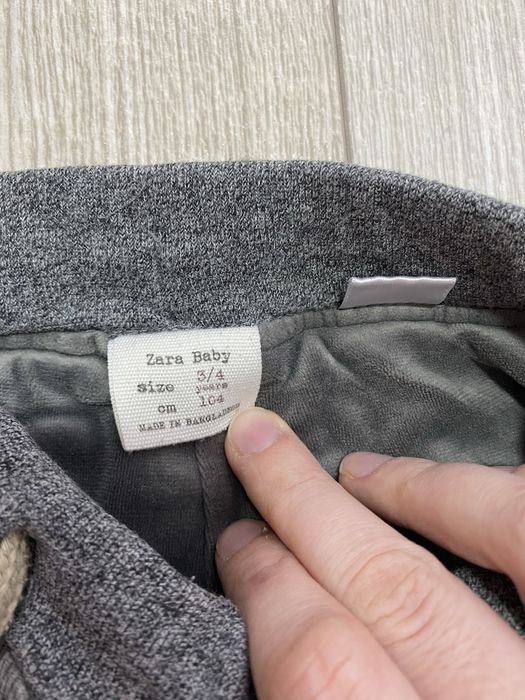 Zara Baby
size 3/4
years
cm 104
MADE IN BANGLADESH